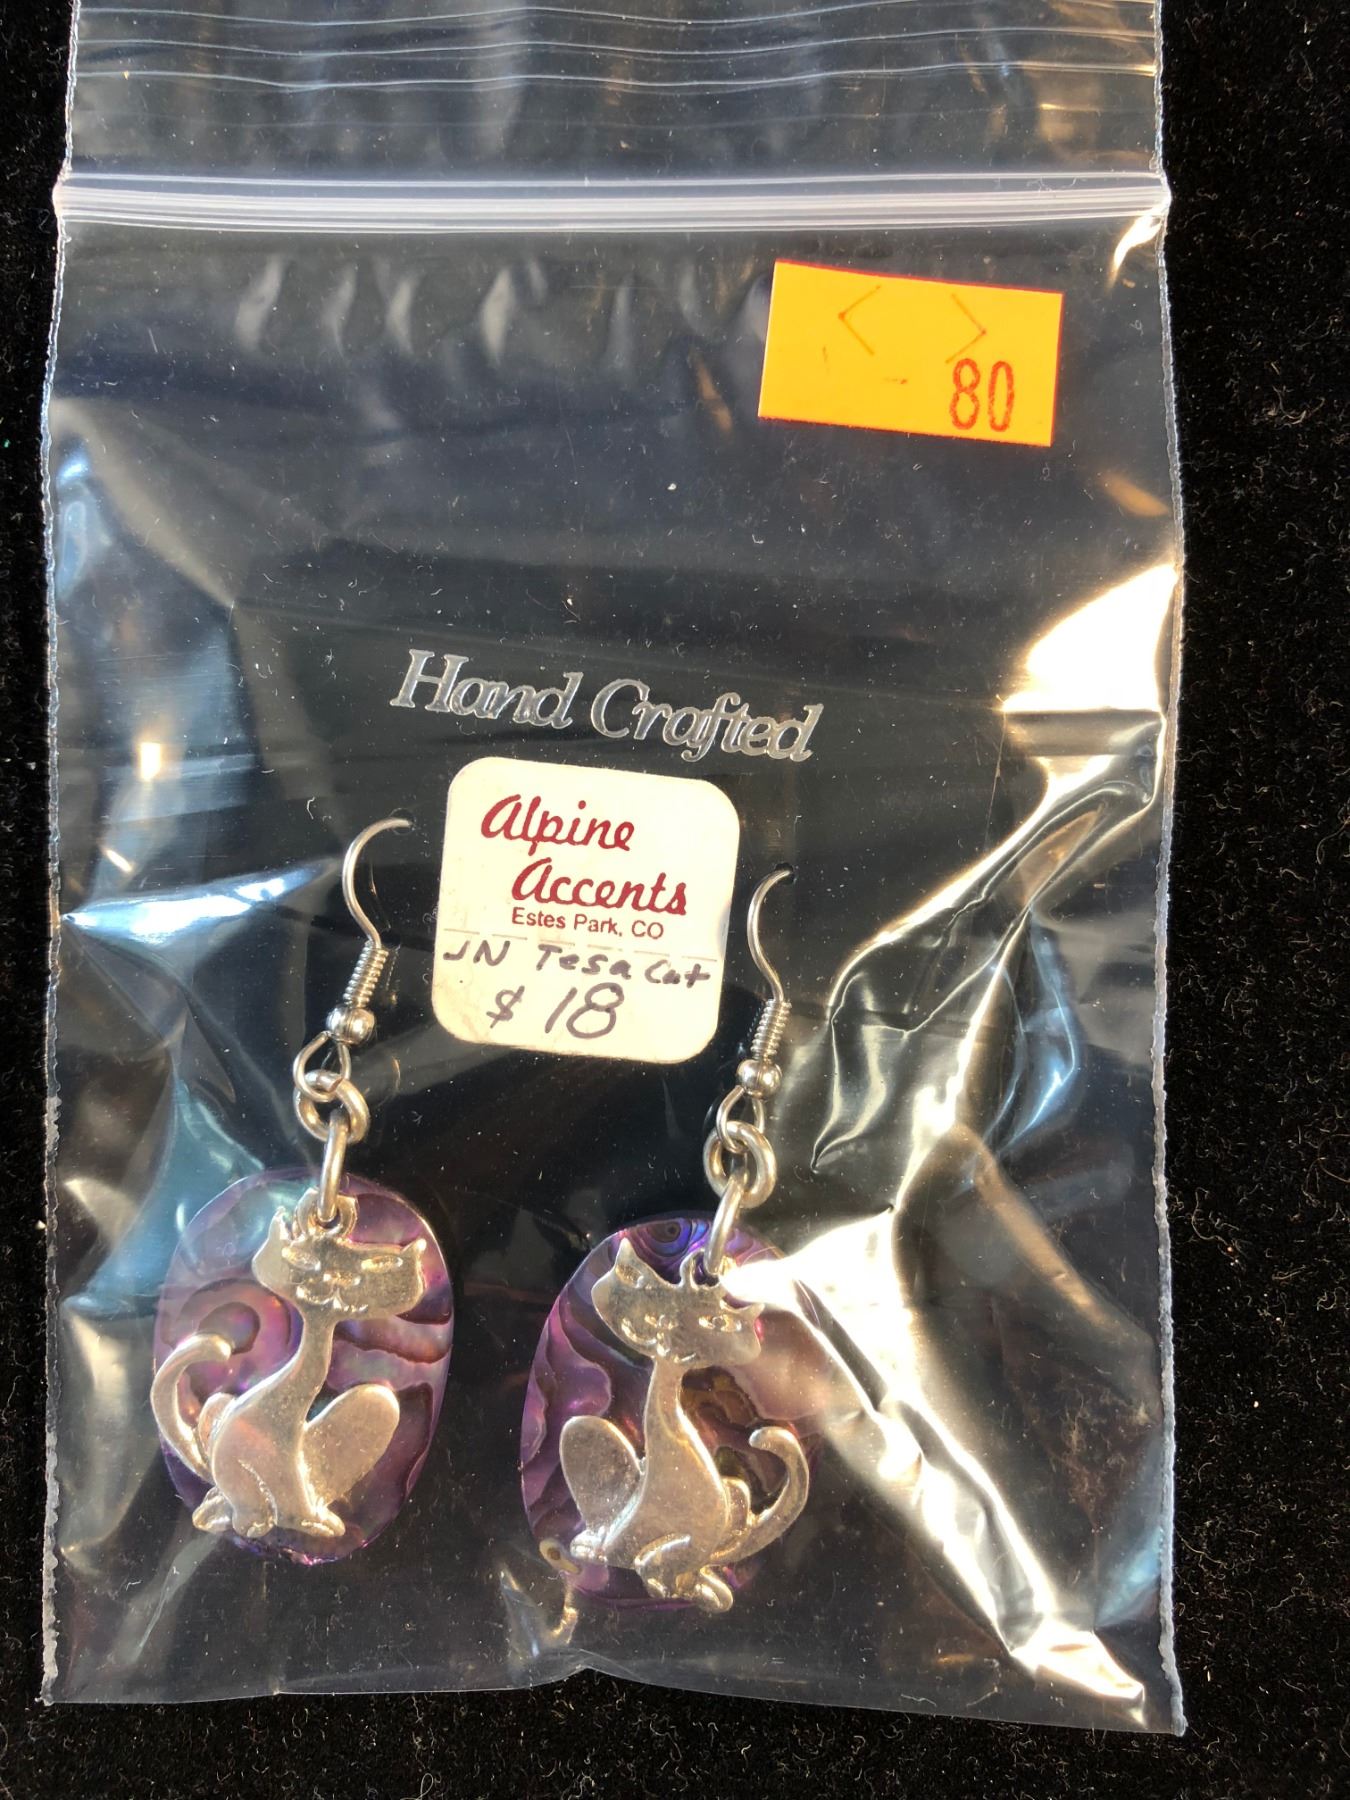 80
Hand Crafted
Alpine
Accents
Estes Park, CO
JN Tesa Cat
$ 18